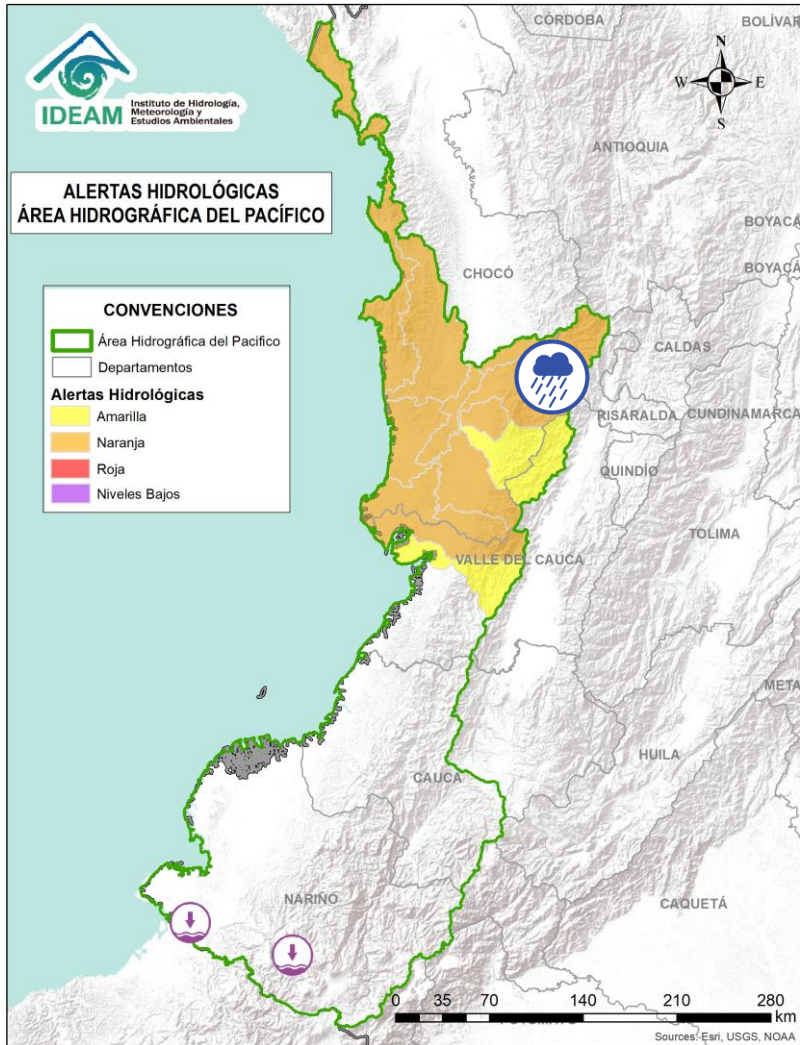 CÓRDOBA
BOLÍVAR
IDEAM
Instituto de Hidrología,
Meteorología y
Estudios Ambientales
N
W
E
S
ANTIOQUIA
ALERTAS HIDROLÓGICAS
ÁREA HIDROGRÁFICA DEL PACÍFICO
BOYACÁ
BOYACÁ
CHOCÓ
CONVENCIONES
Área Hidrográfica del Pacifico
Departamentos
Alertas Hidrológicas
Amarilla
Naranja
Roja
Niveles Bajos
CALDAS
RISARALDA
CUNDINAMARCA
QUINDÍO
TOLIMA
VALLE DEL CAUCA
META
HUILA
CAUCA
NARIÑO
CAQUETÁ
0 35 70 140 210 280
km
Sources: Esri, USGS, NOAA